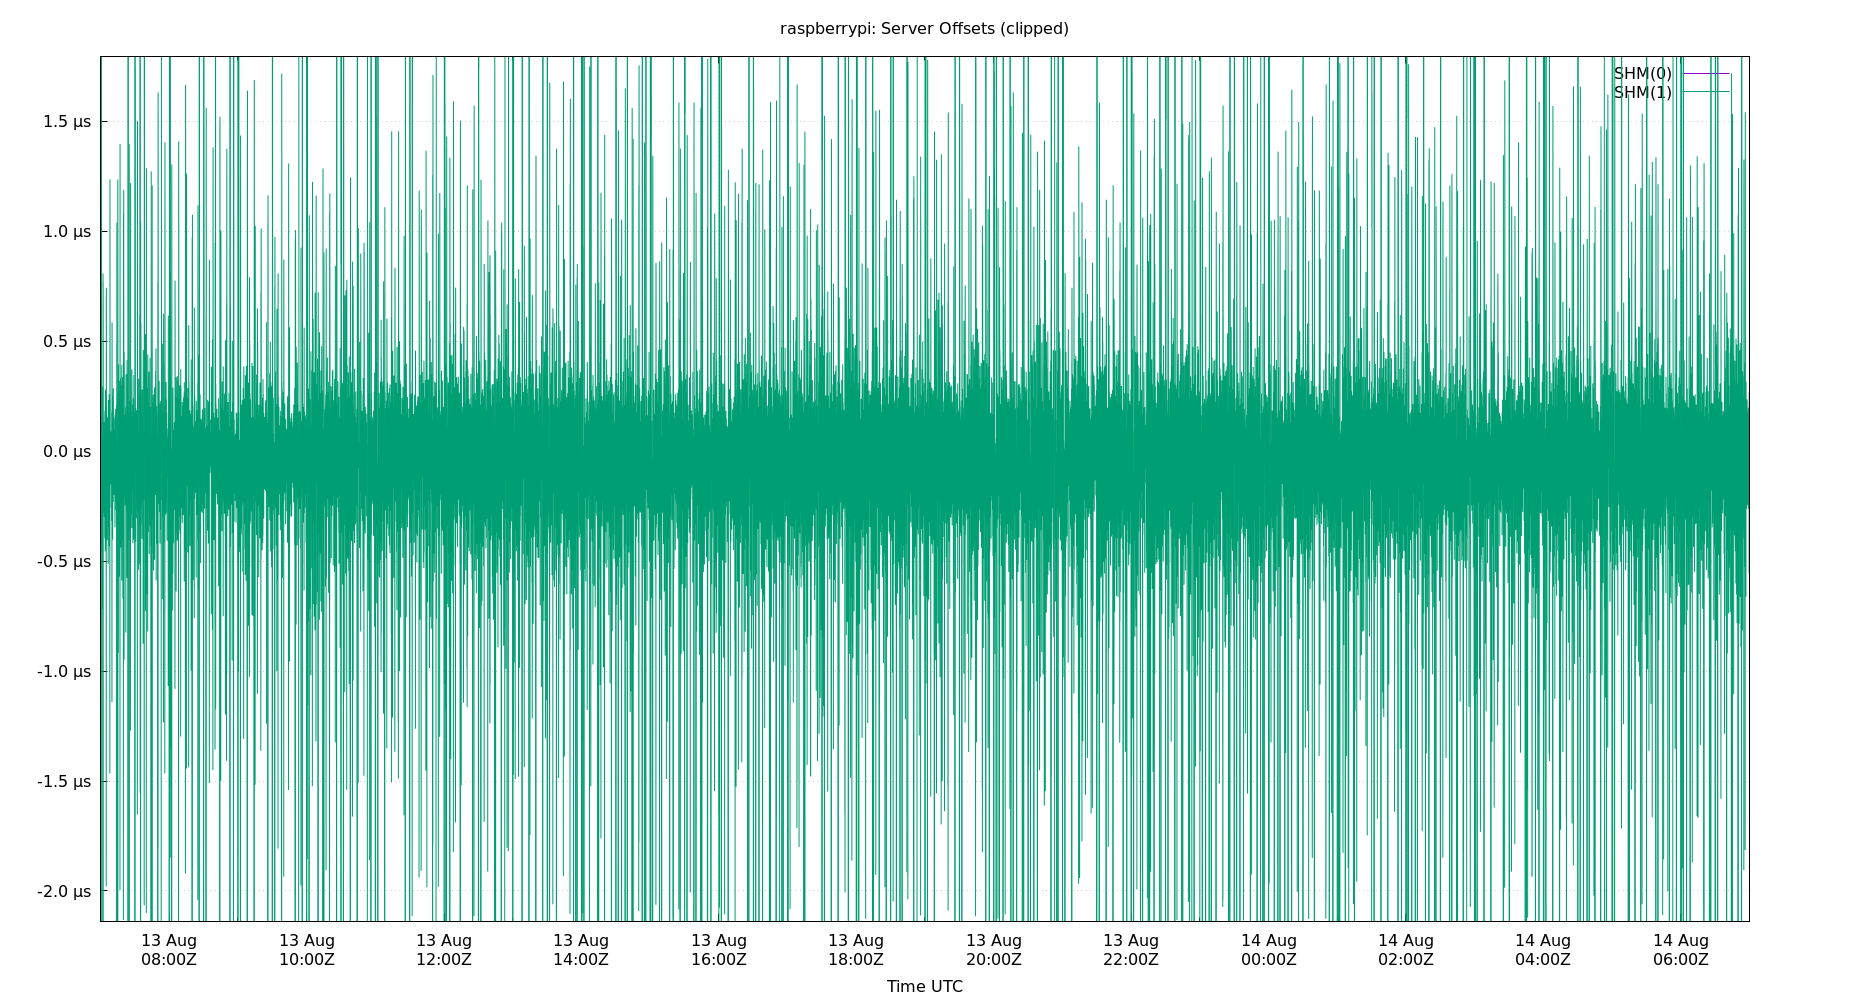 raspberrypi: Server Offsets (clipped)
SHM(0)
SHM(1)
1.5 µs
1.0 µs
0.5 µs
0.0 µs
-0.5 µs
-1.0 µs
-1.5 µs
-2.0 µs
13 Aug 13 Aug 13 Aug 13 Aug 13 Aug 13 Aug 13 Aug 13 Aug 14 Aug 14 Aug 14 Aug 14 Aug
08:00Z 10:00Z 12:00Z 14:00Z 16:00Z 18:00Z 20:00Z 22:00Z 00:00Z 02:00Z 04:00Z 06:00Z
Time UTC